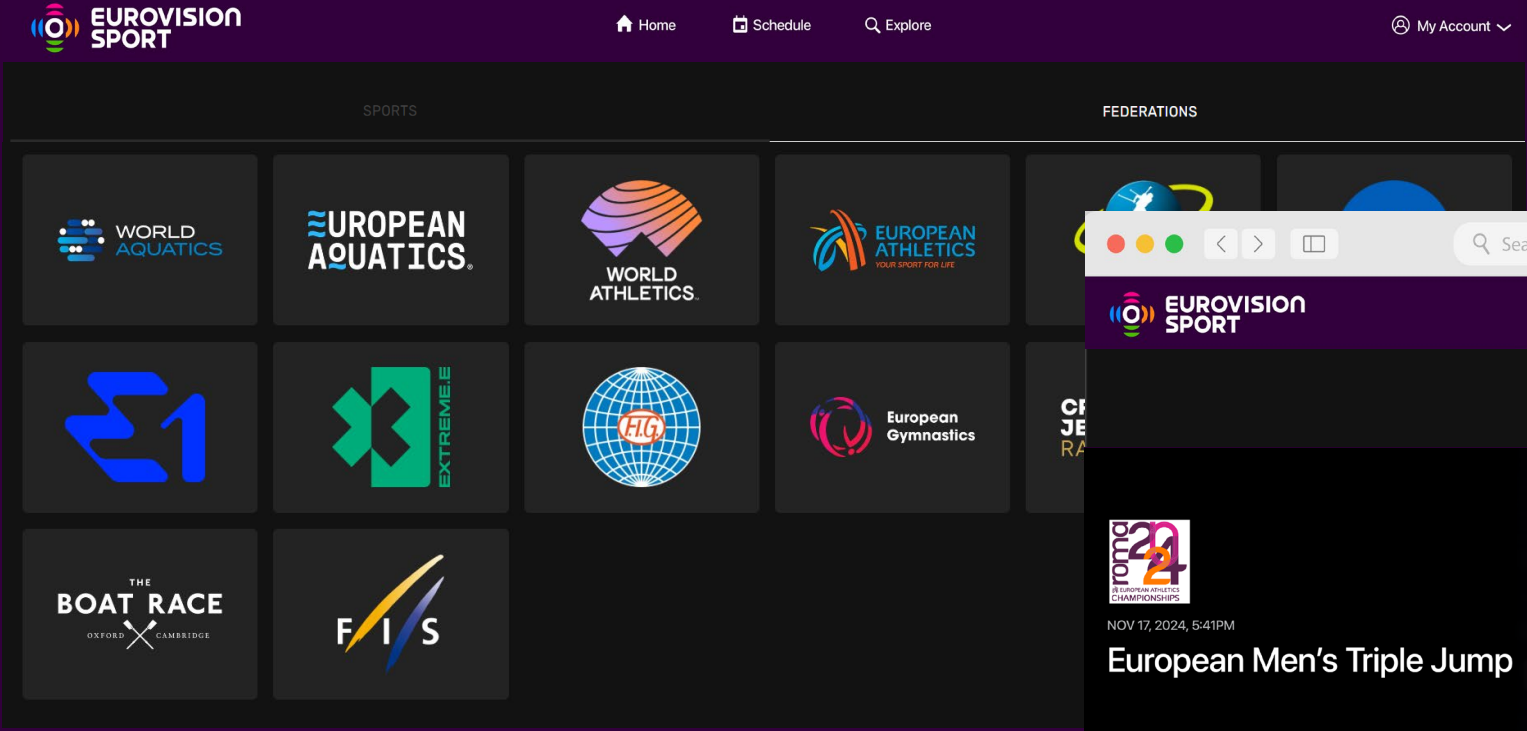 EUROVISION
SPORT
Home
Schedule
Explore
My Account
SPORTS
FEDERATIONS
WORLD
AQUATICS
EUROPEAN
AQUATICS
WORLD
ATHLETICS
EUROPEAN
ATHLETICS
YOUR SPORT FOR LIFE
E1
EXTREME.E
F.I.G.
European
Gymnastics
THE
BOAT RACE
OXFORD CAMBRIDGE
F/I/S
EUROVISION
SPORT
roma
2024
EUROPEAN ATHLETICS
CHAMPIONSHIPS
NOV 17, 2024, 5:41PM
European Men's Triple Jump